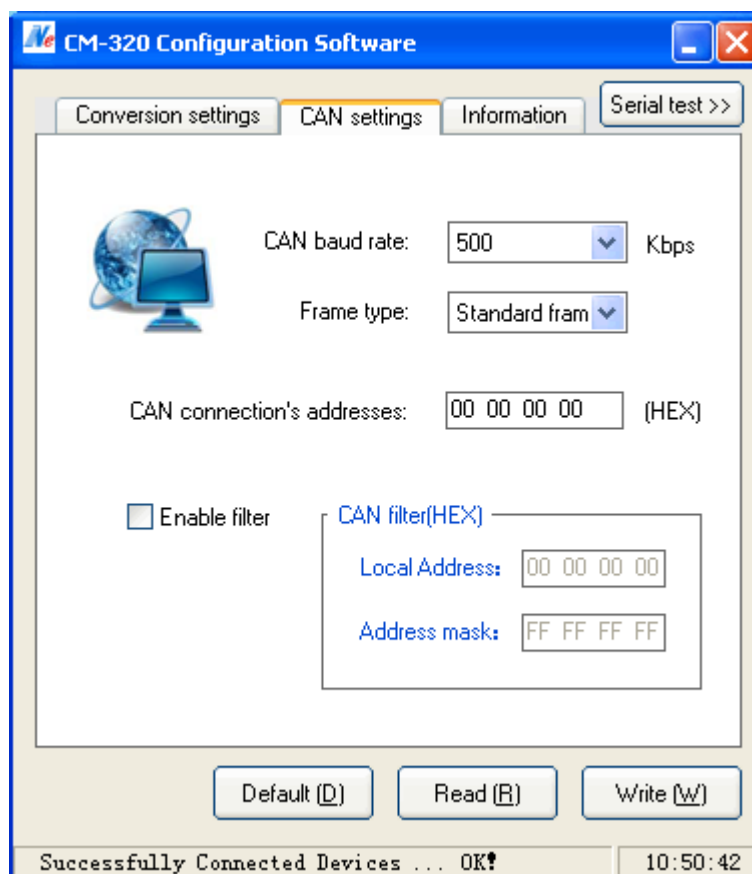 Ne CM-320 Configuration Software
Conversion settings CAN settings Information Serial test >>
CAN baud rate: 500 Kbps
Frame type: Standard fram
CAN connection's addresses: 00 00 00 00 (HEX)
Enable filter CAN filter(HEX)
Local Address: 00 00 00 00
Address mask: FF FF FF FF
Default (D) Read (R) Write (W)
Successfully Connected Devices ... OK! 10:50:42